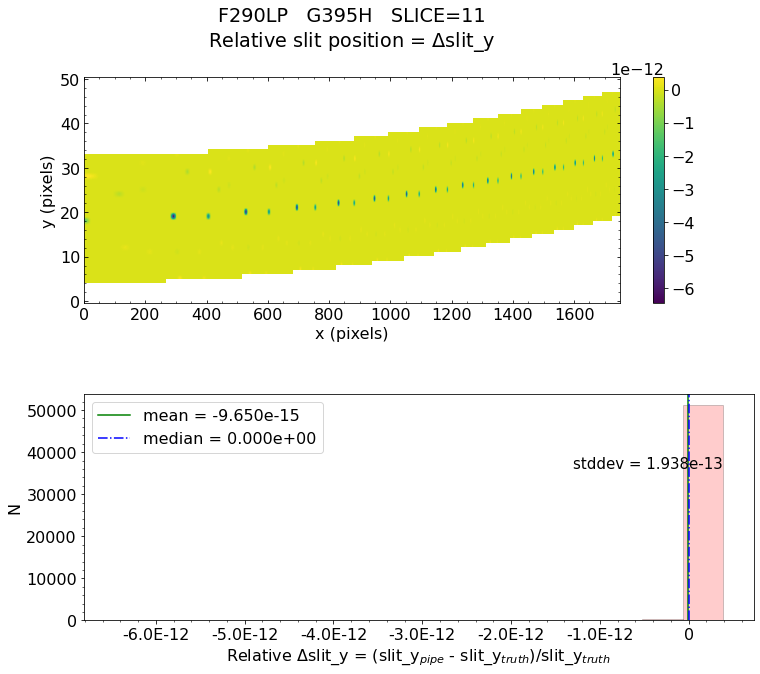 F290LP G395H SLICE=11
Relative slit position = Δslit_y
1e−12
50
40
30
20
10
0
y (pixels)
0 200 400 600 800 1000 1200 1400 1600
x (pixels)
0
−1
−2
−3
−4
−5
−6
mean = -9.650e-15
median = 0.000e+00
stddev = 1.938e-13
50000
40000
30000
20000
10000
0
N
-6.0E-12 -5.0E-12 -4.0E-12 -3.0E-12 -2.0E-12 -1.0E-12 0
Relative Δslit_y = (slit_y_pipe - slit_y_truth)/slit_y_truth